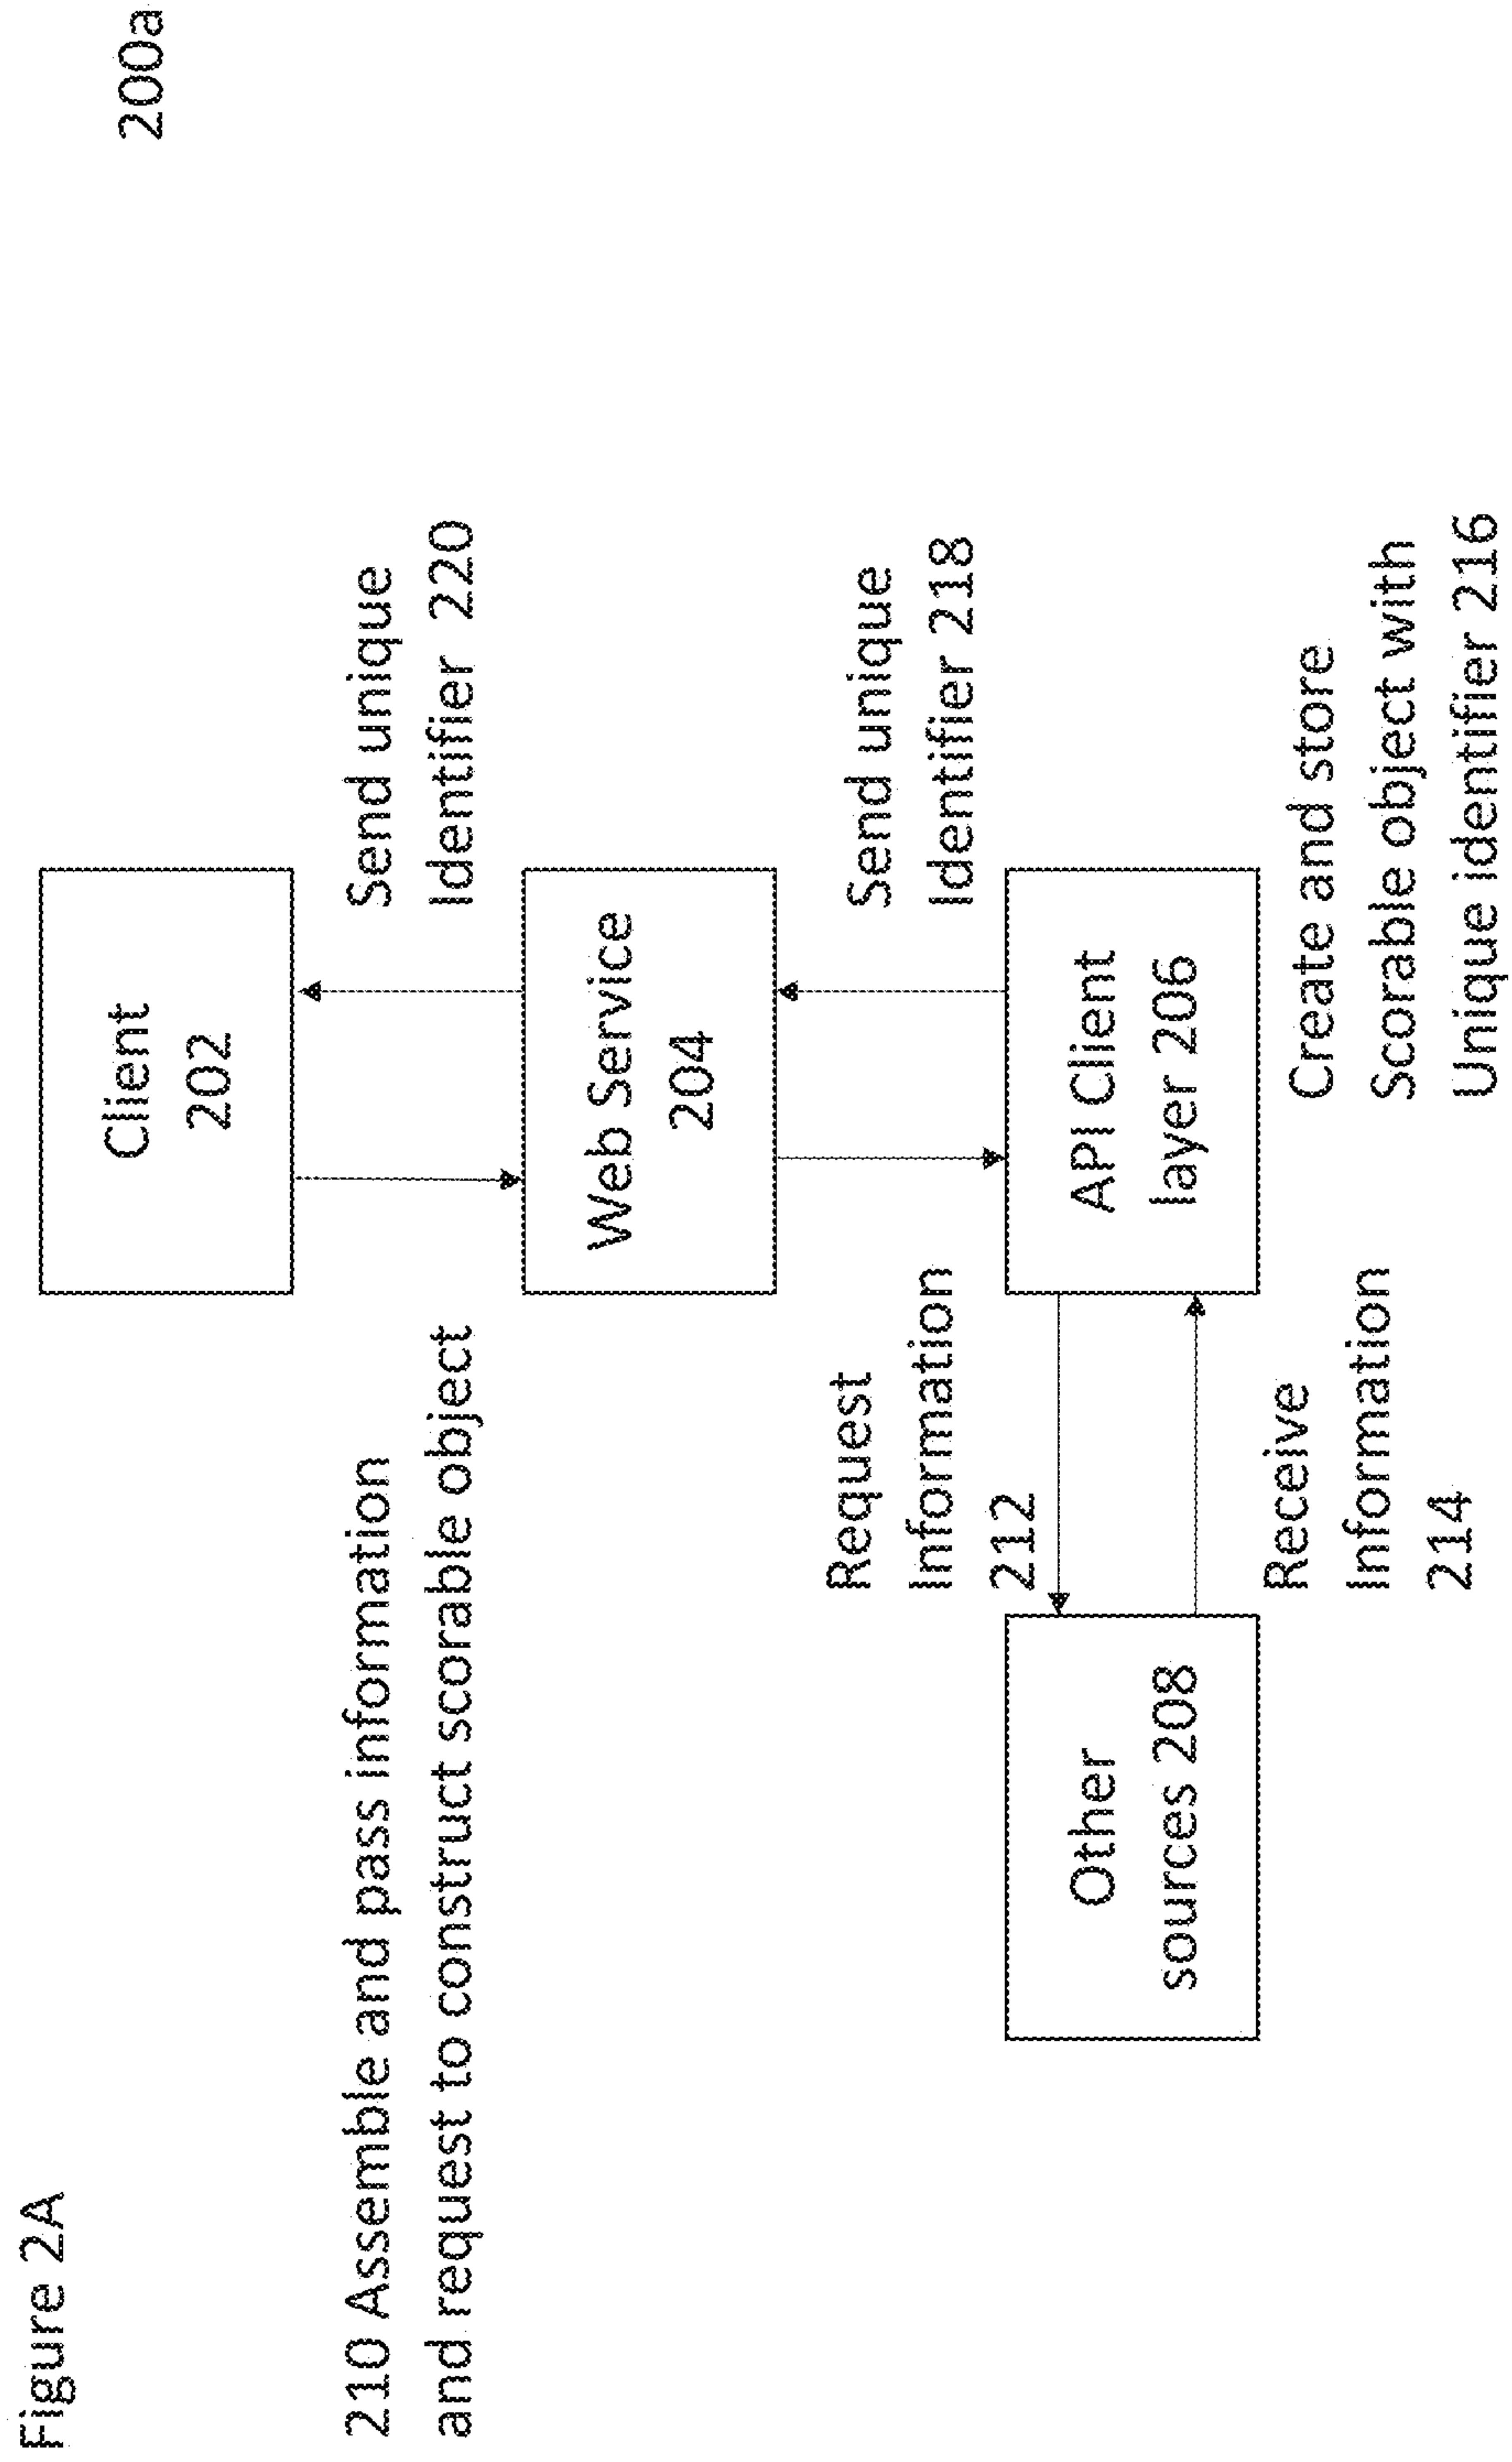 Figure 2A
200a
Client
202
210 Assemble and pass information
and request to construct scorable object
Send unique
Identifier 220
Web Service
204
Request
Information
212
Send unique
Identifier 218
Other
sources 208
API Client
layer 206
Receive
Information
214
Create and store
Scorable object with
Unique identifier 216